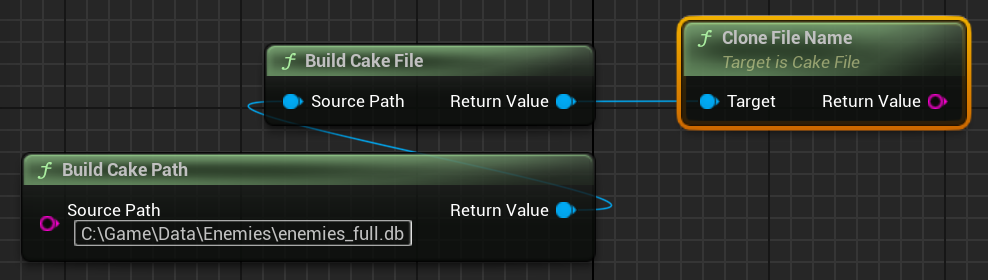 Build Cake File
Source Path Return Value
Clone File Name
Target is Cake File
Target Return Value
Build Cake Path
Source Path Return Value
C:\Game\Data\Enemies\enemies_full.db